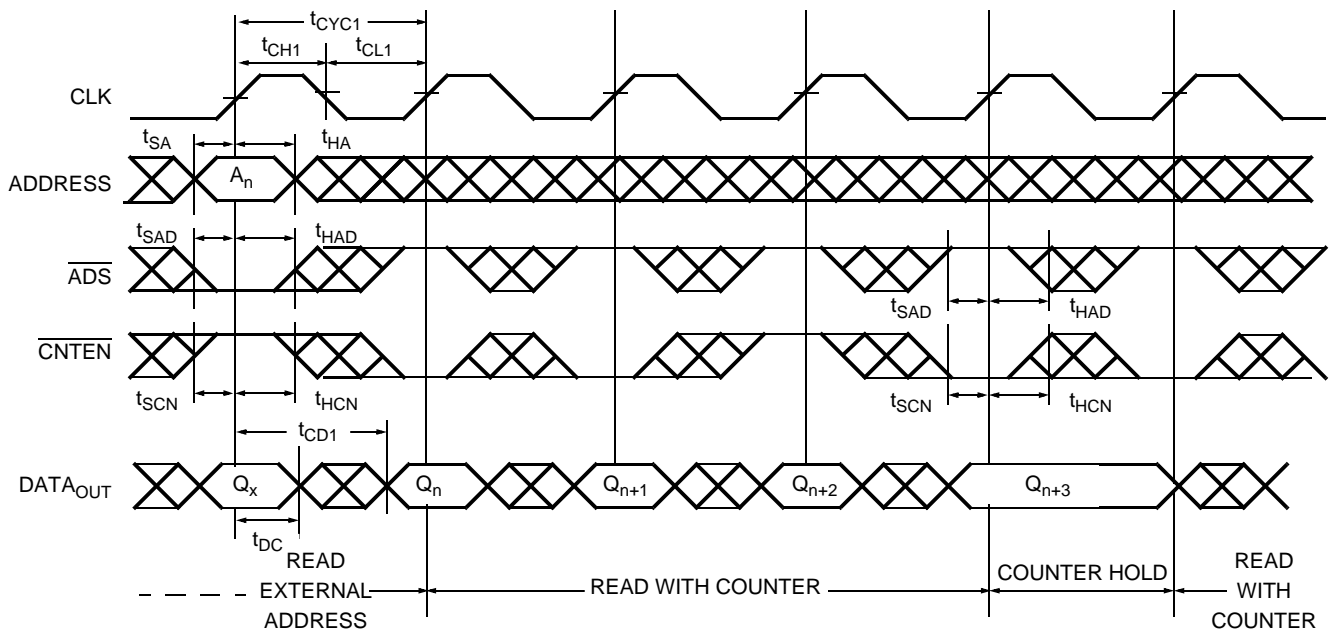 tCYC1
tCH1 tCL1
CLK
tSA tHA
ADDRESS An
tSAD tHAD
ADS
tSAD tHAD
CNTEN
tSCN tHCN tSCN tHCN
tCD1
DATAOUT Qx Qn Qn+1 Qn+2 Qn+3
tDC
READ EXTERNAL ADDRESS
READ WITH COUNTER
COUNTER HOLD
READ WITH COUNTER